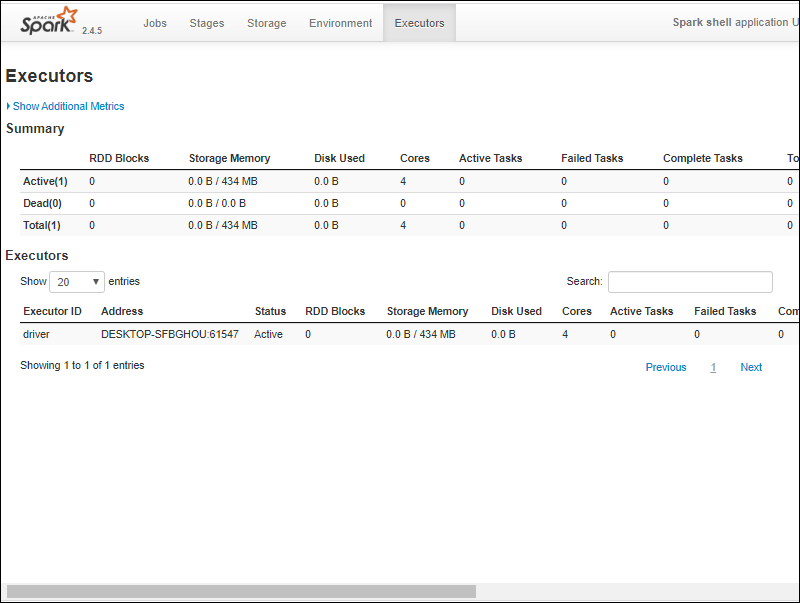 APACHE Spark 2.4.5 Jobs Stages Storage Environment Executors Spark shell application U
Executors
Show Additional Metrics
Summary
RDD Blocks Storage Memory Disk Used Cores Active Tasks Failed Tasks Complete Tasks To
Active(1) 0 0.0 B / 434 MB 0.0 B 4 0 0 0 0
Dead(0) 0 0.0 B / 0.0 B 0.0 B 0 0 0 0 0
Total(1) 0 0.0 B / 434 MB 0.0 B 4 0 0 0 0
Executors
Show 20 entries Search:
Executor ID Address Status RDD Blocks Storage Memory Disk Used Cores Active Tasks Failed Tasks Com
driver DESKTOP-SFBGHOU:61547 Active 0 0.0 B / 434 MB 0.0 B 4 0 0 0
Showing 1 to 1 of 1 entries Previous 1 Next